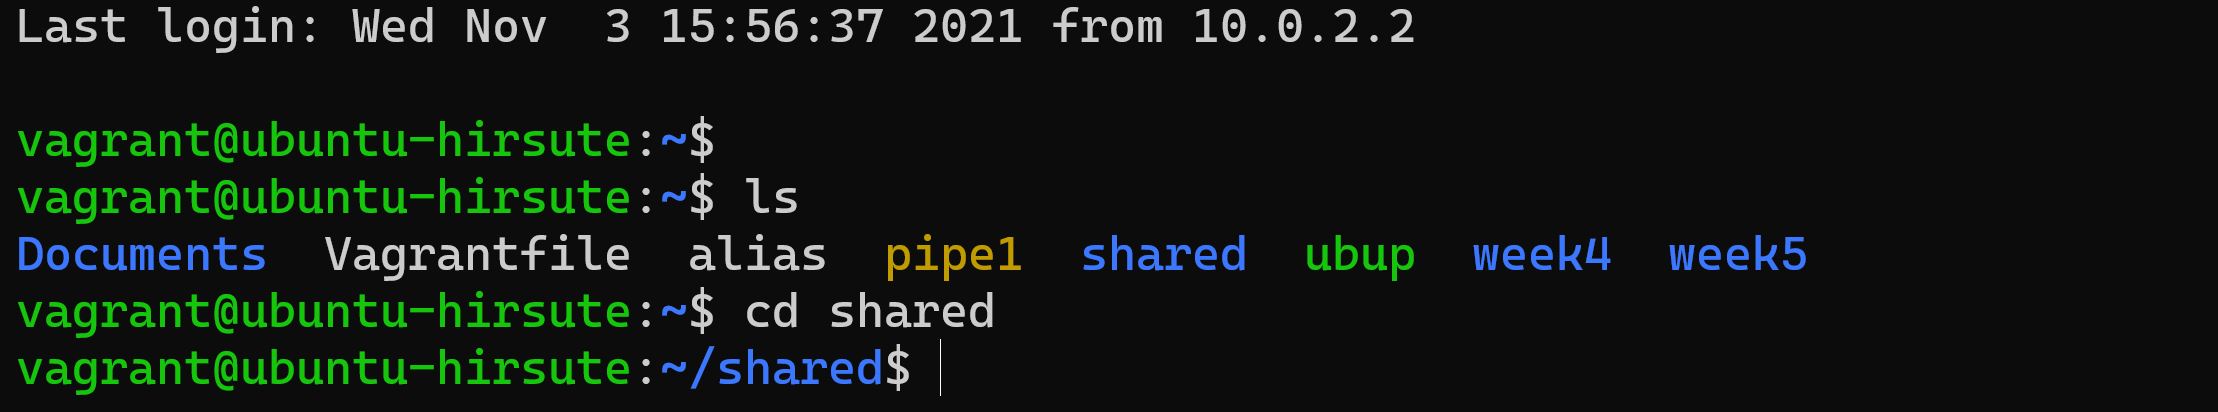 Last login: Wed Nov  3 15:56:37 2021 from 10.0.2.2
vagrant@ubuntu-hirsute:~$
vagrant@ubuntu-hirsute:~$ ls
Documents  Vagrantfile  alias  pipe1  shared  ubup  week4  week5
vagrant@ubuntu-hirsute:~$ cd shared
vagrant@ubuntu-hirsute:~/shared$